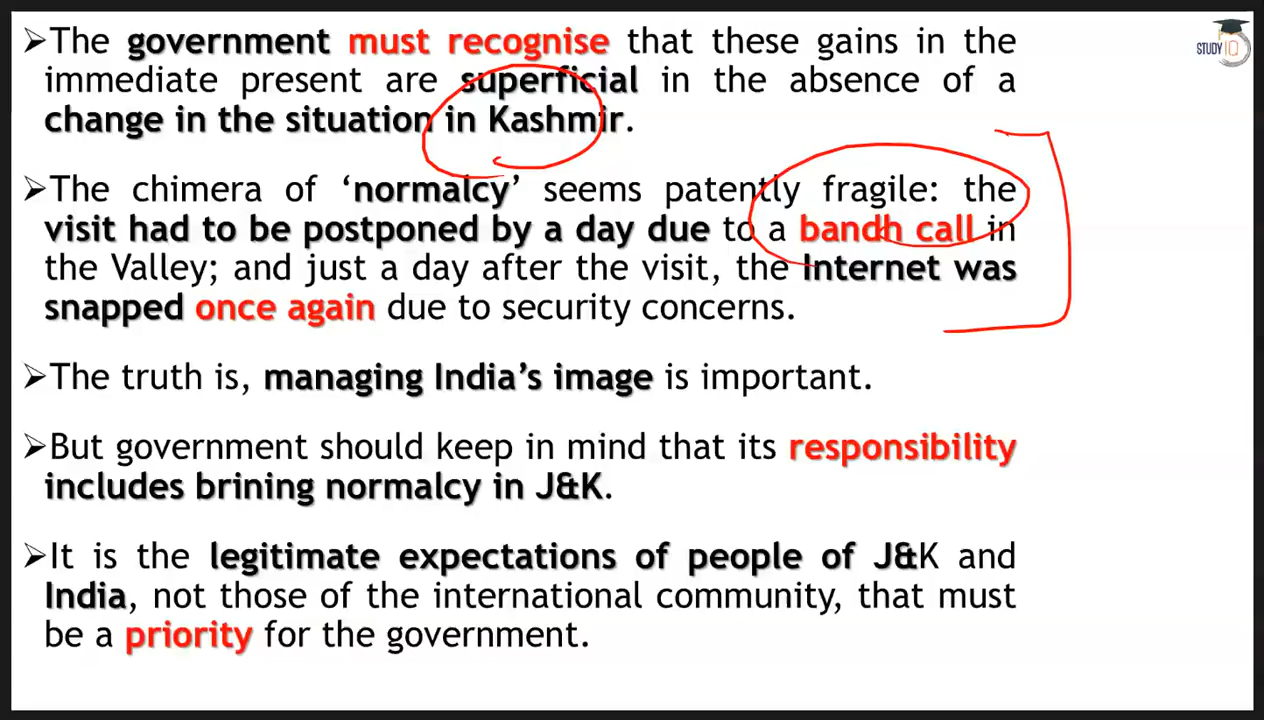 ➢The government must recognise that these gains in the
immediate present are superficial in the absence of a
change in the situation in Kashmir.
➢The chimera of ‘normalcy’ seems patently fragile: the
visit had to be postponed by a day due to a bandh call in
the Valley; and just a day after the visit, the Internet was
snapped once again due to security concerns.
➢The truth is, managing India’s image is important.
➢But government should keep in mind that its responsibility
includes brining normalcy in J&K.
➢It is the legitimate expectations of people of J&K and
India, not those of the international community, that must
be a priority for the government.
STUDY IQ